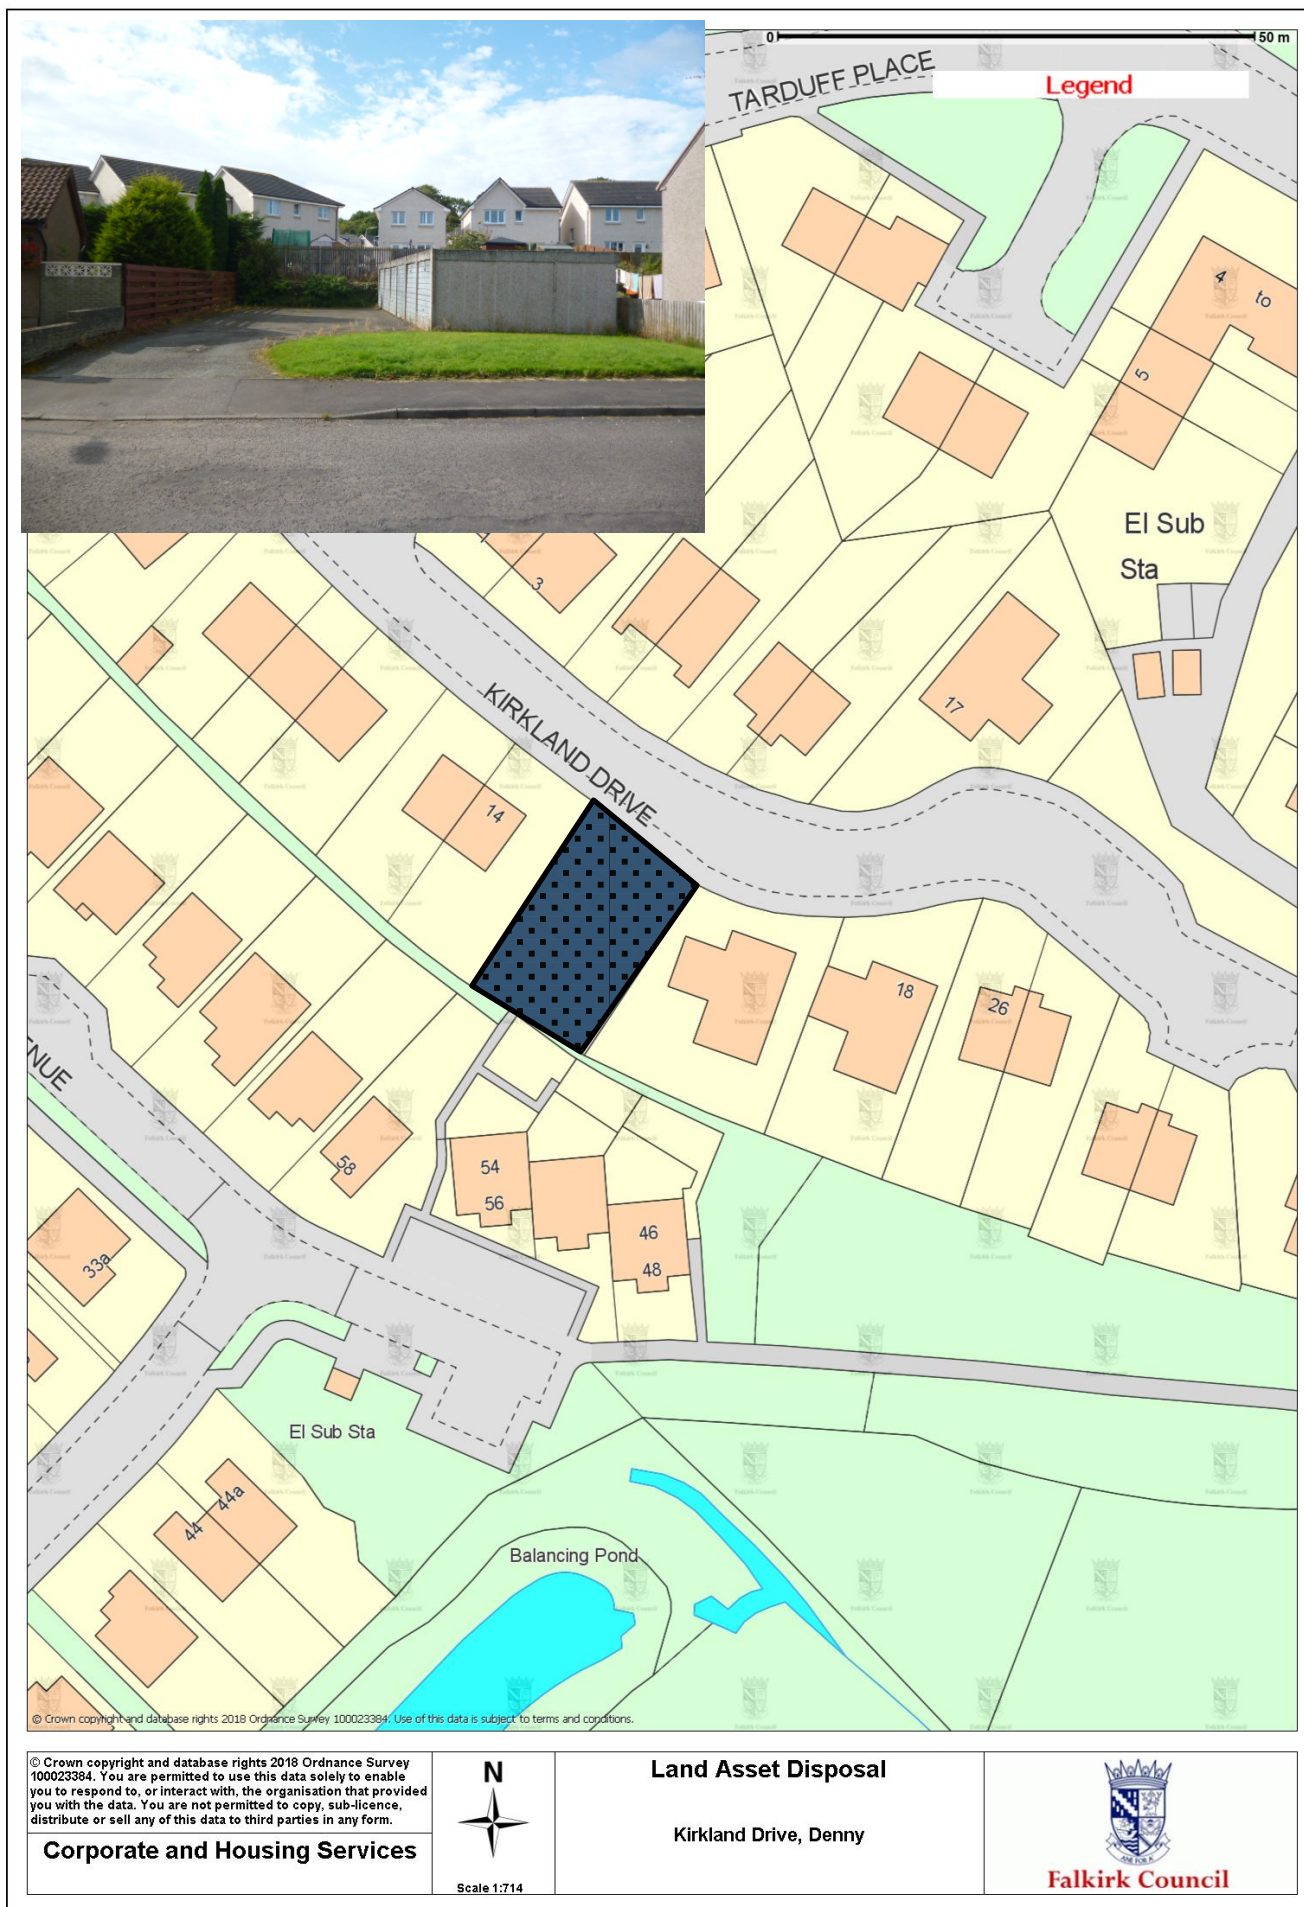 0 50 m
TARDUFF PLACE
Legend
4 to
5
El Sub
Sta
3
17
KIRKLAND DRIVE
14
18
26
ENUE
58
54
56
46
48
33a
El Sub Sta
44a
44
Balancing Pond
© Crown copyright and database rights 2018 Ordnance Survey 100023384. Use of this data is subject to terms and conditions.
© Crown copyright and database rights 2018 Ordnance Survey
100023384. You are permitted to use this data solely to enable
you to respond to, or interact with, the organisation that provided
you with the data. You are not permitted to copy, sub-licence,
distribute or sell any of this data to third parties in any form.
Corporate and Housing Services
N
Scale 1:714
Land Asset Disposal
Kirkland Drive, Denny
ANE FOR A'
Falkirk Council